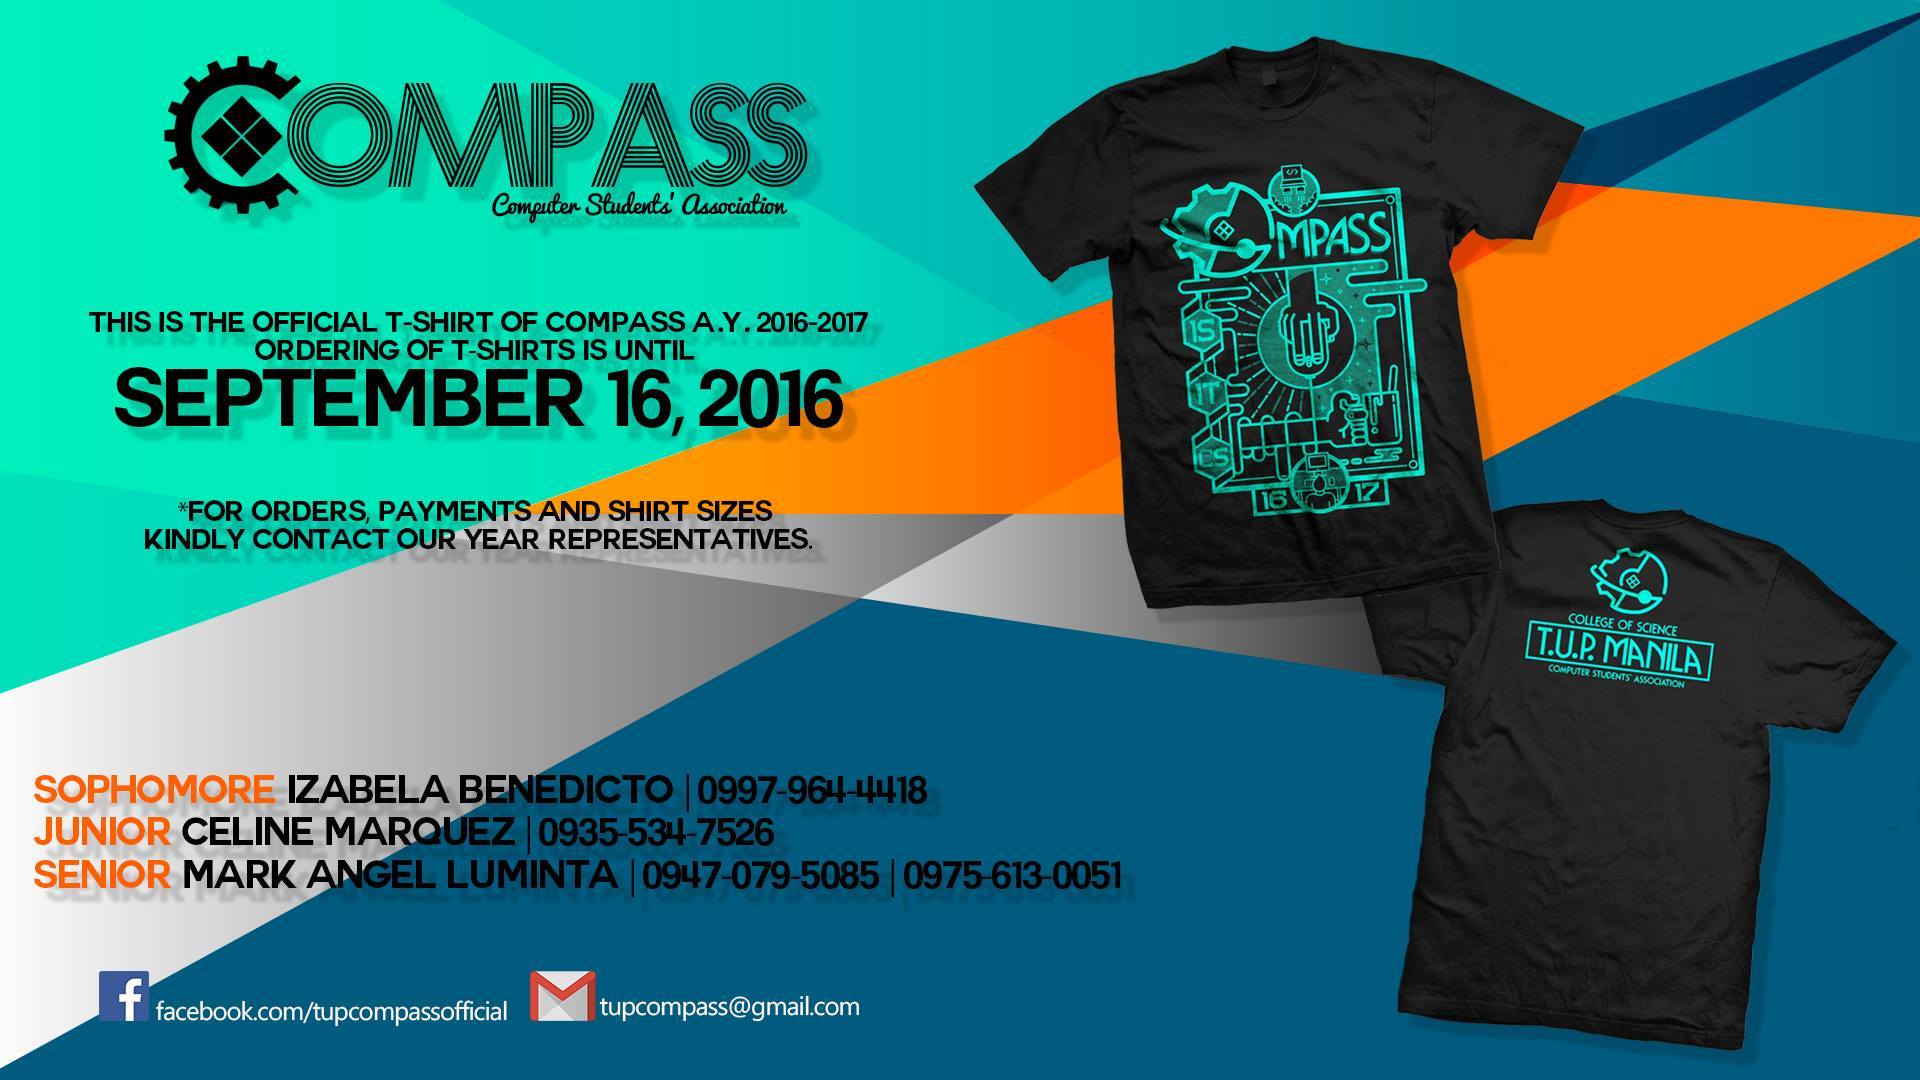 COMPASS
Computer Students' Association
THIS IS THE OFFICIAL T-SHIRT OF COMPASS A.Y. 2016-2017
ORDERING OF T-SHIRTS IS UNTIL
SEPTEMBER 16, 2016
*FOR ORDERS, PAYMENTS AND SHIRT SIZES
KINDLY CONTACT OUR YEAR REPRESENTATIVES.
SOPHOMORE IZABELA BENEDICTO | 0997-964-4418
JUNIOR CELINE MARQUEZ | 0935-534-7526
SENIOR MARK ANGEL LUMINTA | 0947-079-5085 | 0975-613-0051
f facebook.com/tupcompassofficial
tupcompass@gmail.com
</>
COMPASS
IS
IT
CS
16 17
COLLEGE OF SCIENCE
T.U.P. MANILA
COMPUTER STUDENTS' ASSOCIATION